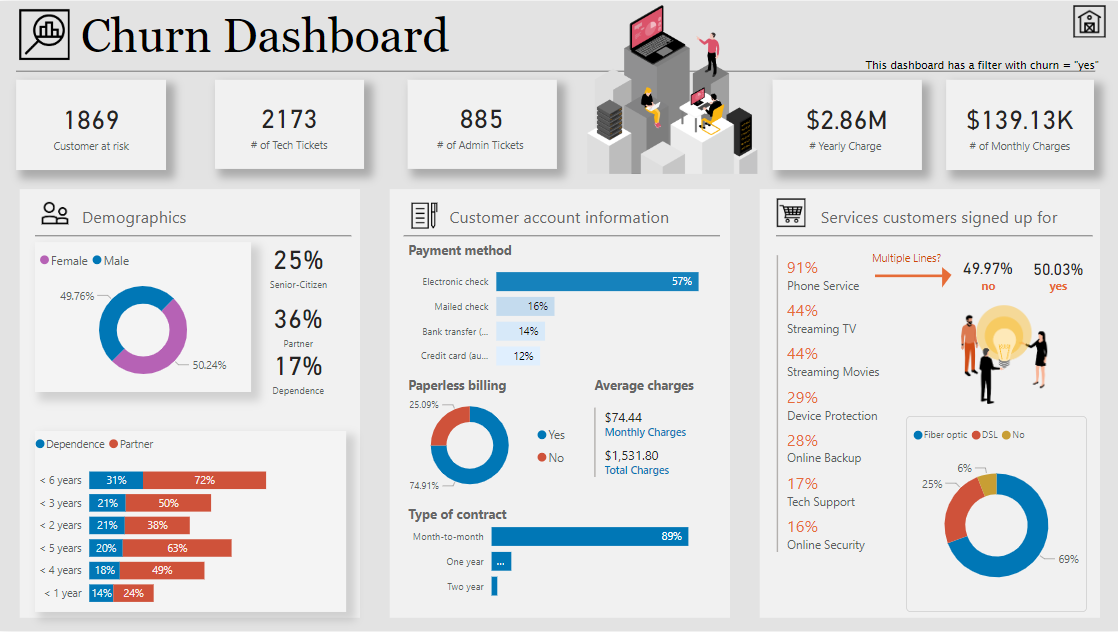 Churn Dashboard
This dashboard has a filter with churn = "yes"
1869
Customer at risk
2173
# of Tech Tickets
885
# of Admin Tickets
$2.86M
# Yearly Charge
$139.13K
# of Monthly Charges
Demographics
Female Male
49.76%
50.24%
25%
Senior-Citizen
36%
Partner
17%
Dependence
Dependence Partner
< 6 years 31% 72%
< 3 years 21% 50%
< 2 years 21% 38%
< 5 years 20% 63%
< 4 years 18% 49%
< 1 year 14% 24%
Customer account information
Payment method
Electronic check 57%
Mailed check 16%
Bank transfer (... 14%
Credit card (au... 12%
Paperless billing
25.09%
74.91%
Yes
No
Average charges
$74.44
Monthly Charges
$1,531.80
Total Charges
Type of contract
Month-to-month 89%
One year ...
Two year
Services customers signed up for
91%
Phone Service
Multiple Lines?
49.97%
no
50.03%
yes
44%
Streaming TV
44%
Streaming Movies
29%
Device Protection
28%
Online Backup
17%
Tech Support
16%
Online Security
Fiber optic DSL No
6%
25%
69%